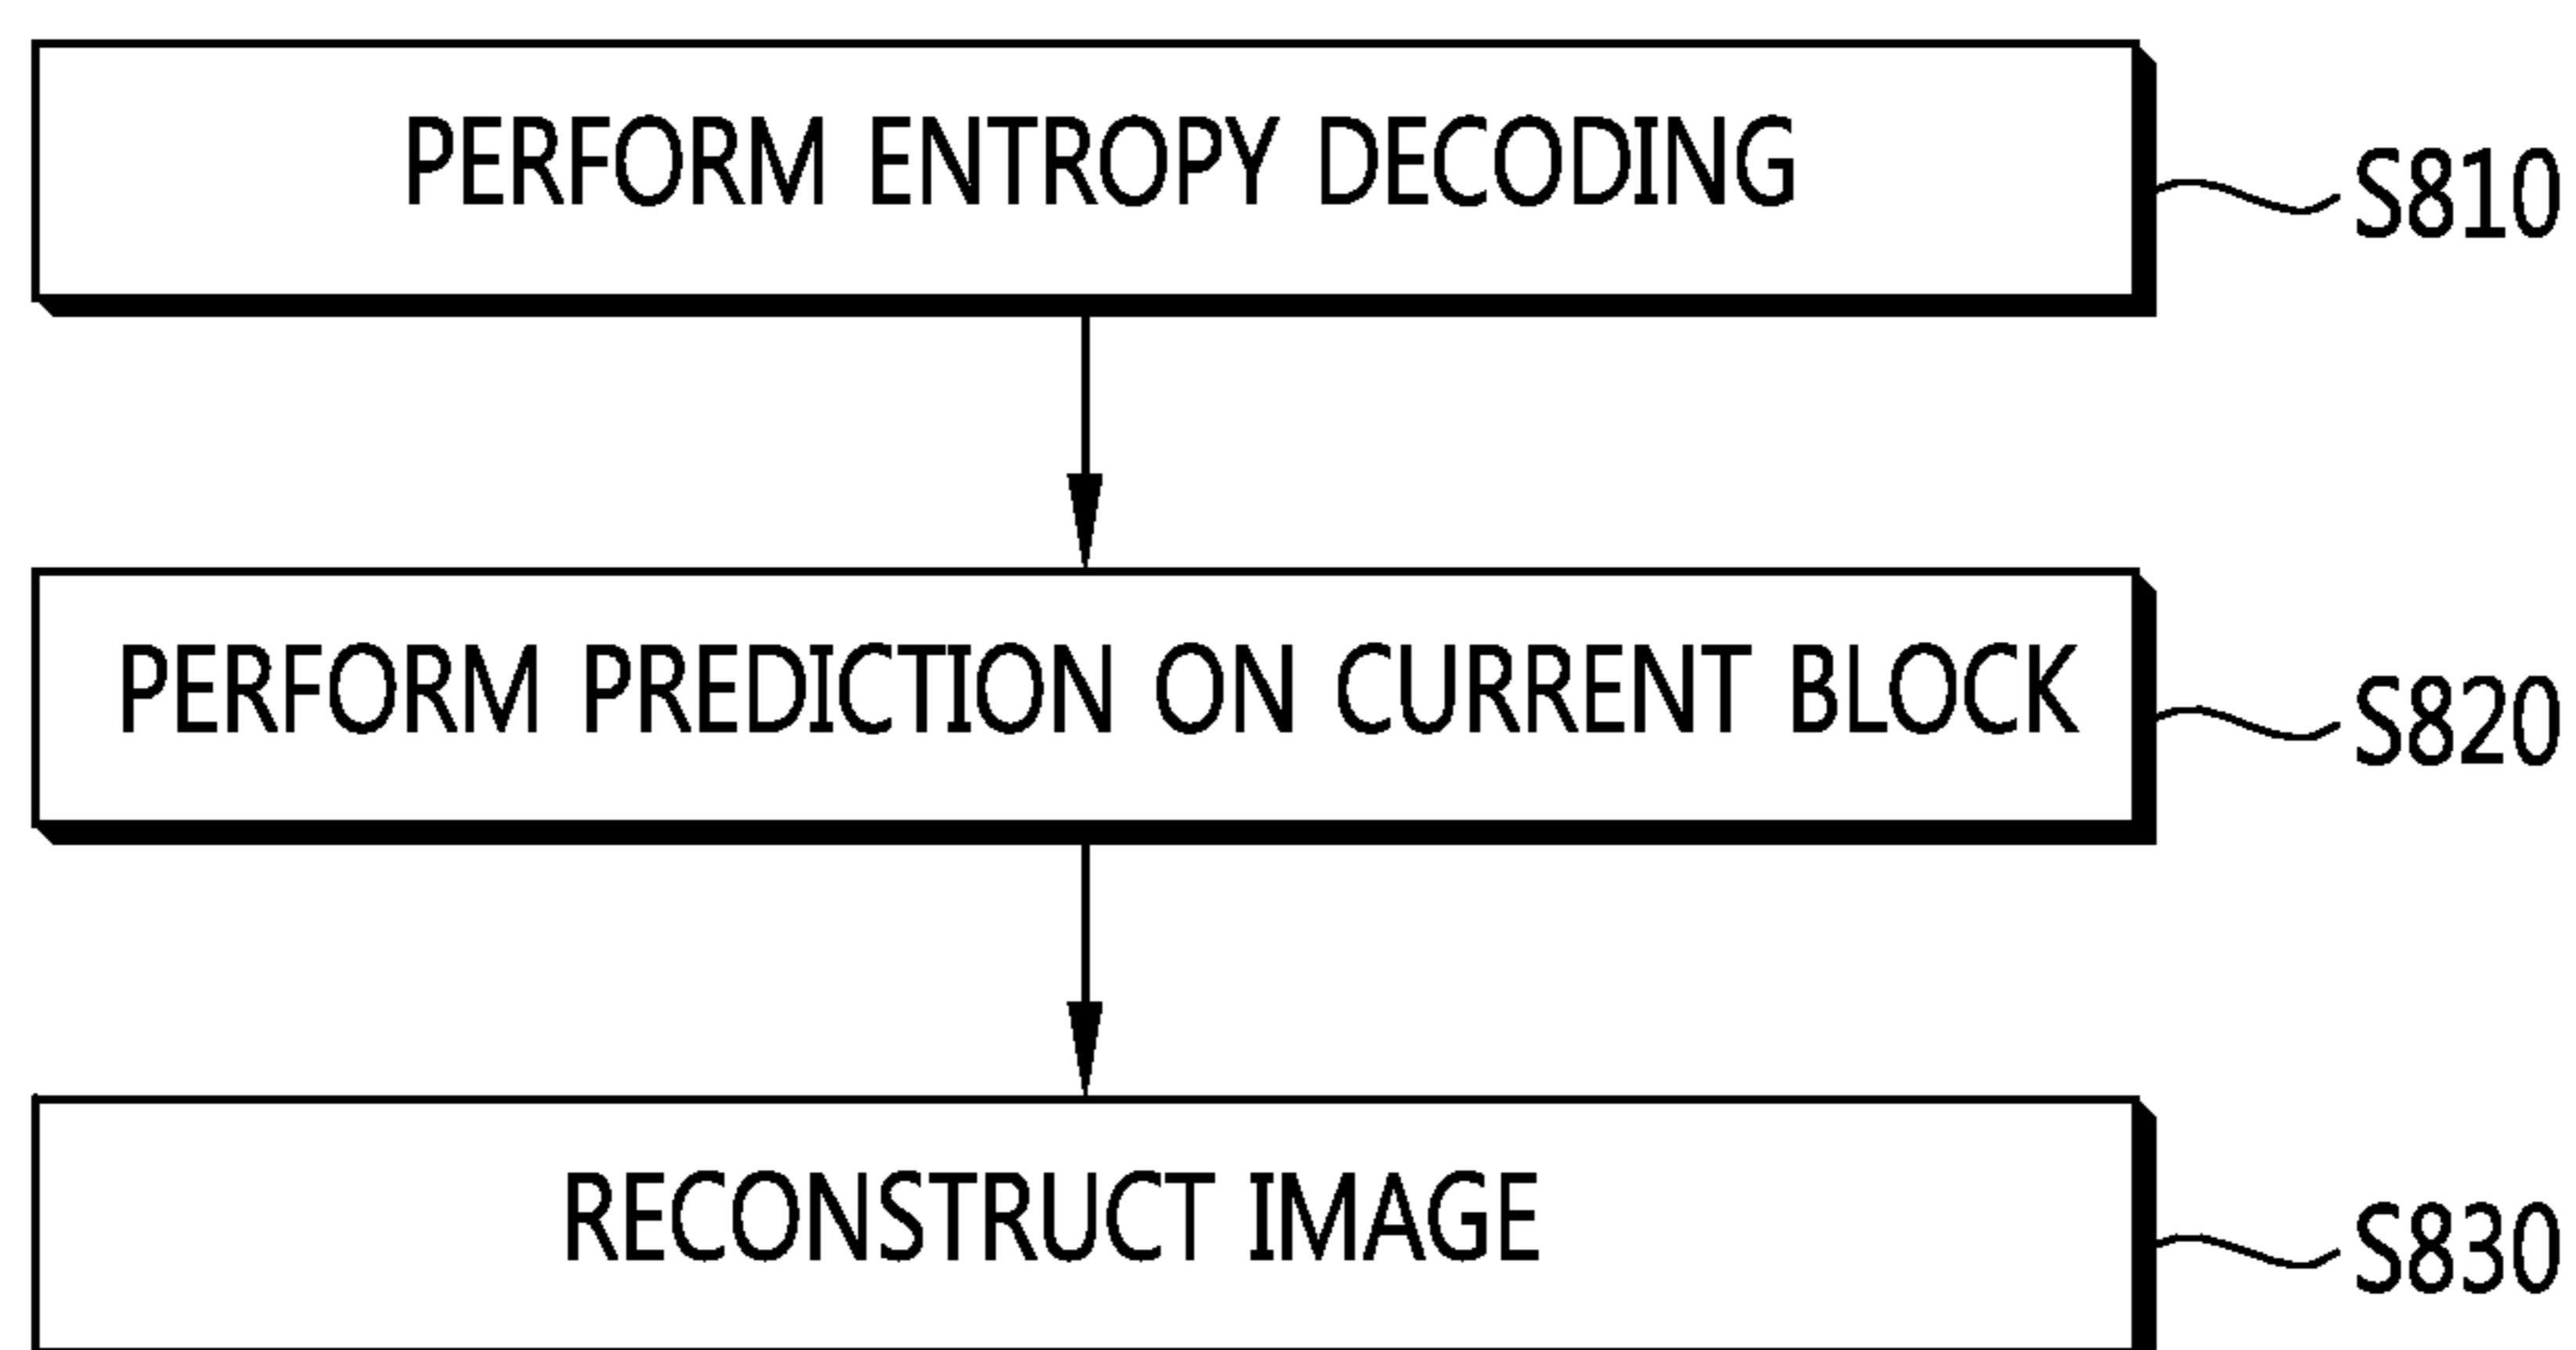 PERFORM ENTROPY DECODING
S810
PERFORM PREDICTION ON CURRENT BLOCK
S820
RECONSTRUCT IMAGE
S830